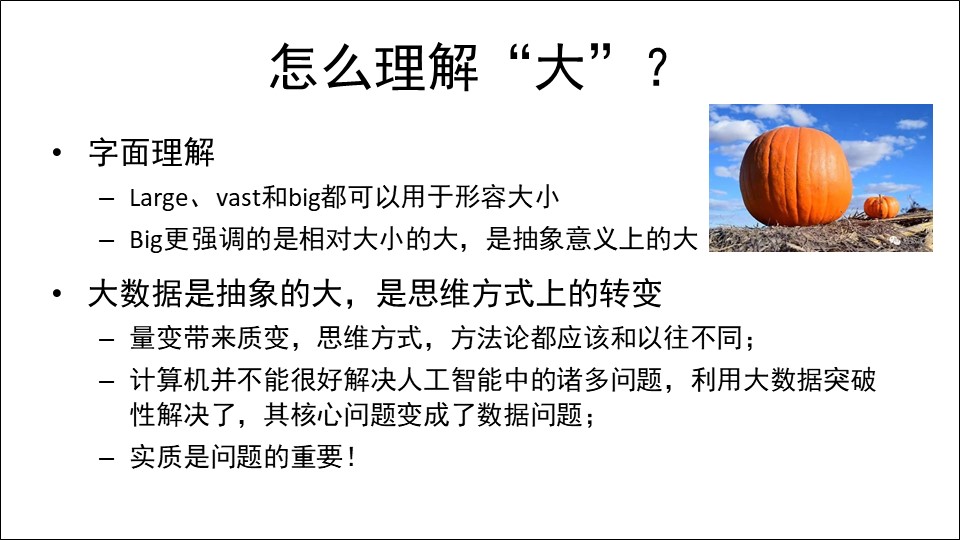 怎么理解“大”？
• 字面理解
– Large、vast和big都可以用于形容大小
– Big更强调的是相对大小的大，是抽象意义上的大
• 大数据是抽象的大，是思维方式上的转变
– 量变带来质变，思维方式，方法论都应该和以往不同；
– 计算机并不能很好解决人工智能中的诸多问题，利用大数据突破
性解决了，其核心问题变成了数据问题；
– 实质是问题的重要！